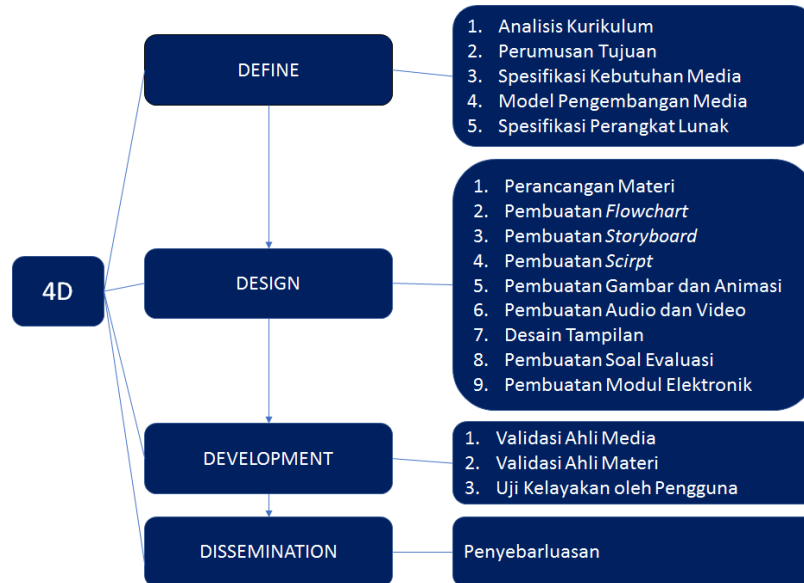 4D
DEFINE
1. Analisis Kurikulum
2. Perumusan Tujuan
3. Spesifikasi Kebutuhan Media
4. Model Pengembangan Media
5. Spesifikasi Perangkat Lunak
DESIGN
1. Perancangan Materi
2. Pembuatan Flowchart
3. Pembuatan Storyboard
4. Pembuatan Scirpt
5. Pembuatan Gambar dan Animasi
6. Pembuatan Audio dan Video
7. Desain Tampilan
8. Pembuatan Soal Evaluasi
9. Pembuatan Modul Elektronik
DEVELOPMENT
1. Validasi Ahli Media
2. Validasi Ahli Materi
3. Uji Kelayakan oleh Pengguna
DISSEMINATION
Penyebarluasan